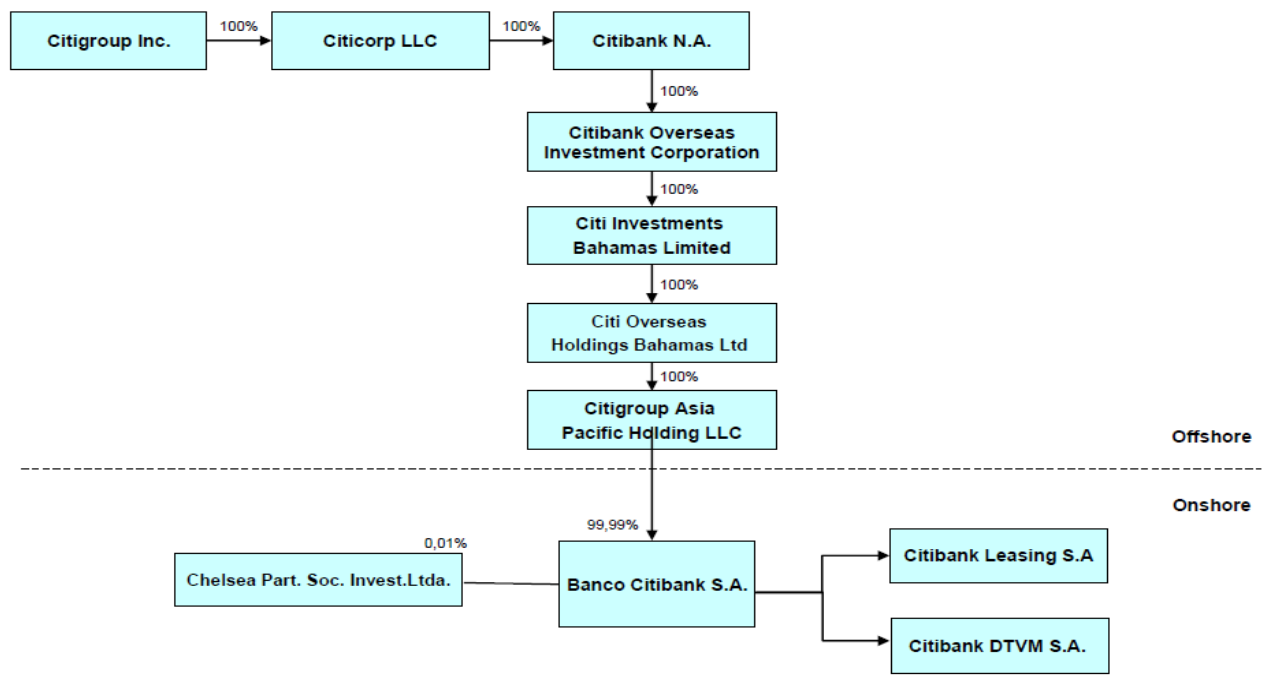 Citigroup Inc.
100%
Citicorp LLC
100%
Citibank N.A.
100%
Citibank Overseas
Investment Corporation
100%
Citi Investments
Bahamas Limited
100%
Citi Overseas
Holdings Bahamas Ltd
100%
Citigroup Asia
Pacific Holding LLC
Offshore
Onshore
99,99%
0,01%
Chelsea Part. Soc. Invest.Ltda.
Banco Citibank S.A.
Citibank Leasing S.A
Citibank DTVM S.A.